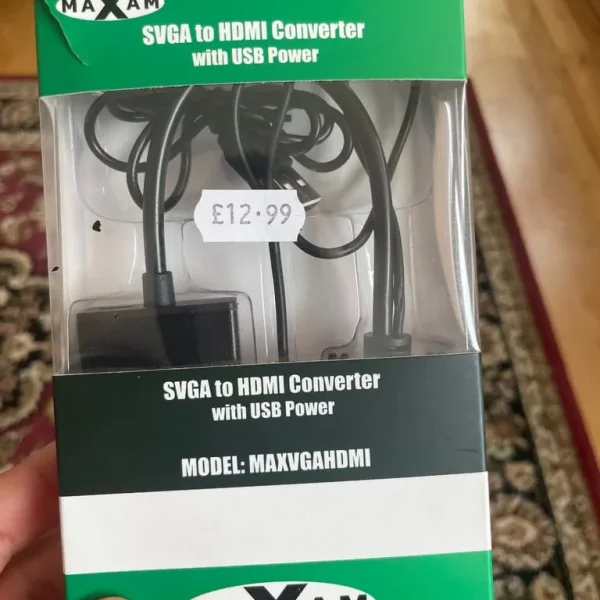 MAXAM
SVGA to HDMI Converter
with USB Power
£12.99
SVGA to HDMI Converter
with USB Power
MODEL: MAXVGAHDMI
XAM